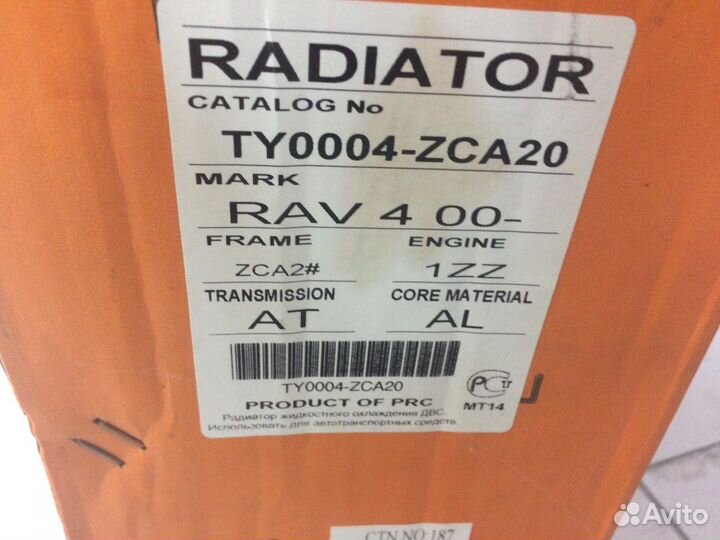 RADIATOR
CATALOG No
TY0004-ZCA20
MARK
RAV 4 00-
FRAME ENGINE
ZCA2# 1ZZ
TRANSMISSION CORE MATERIAL
AT AL
TY0004-ZCA20
PRODUCT OF PRC
МТ14
Радиатор жидкостного охлаждения ДВС.
Использовать для автотранспортных средств.
CTN NO:187
Avito